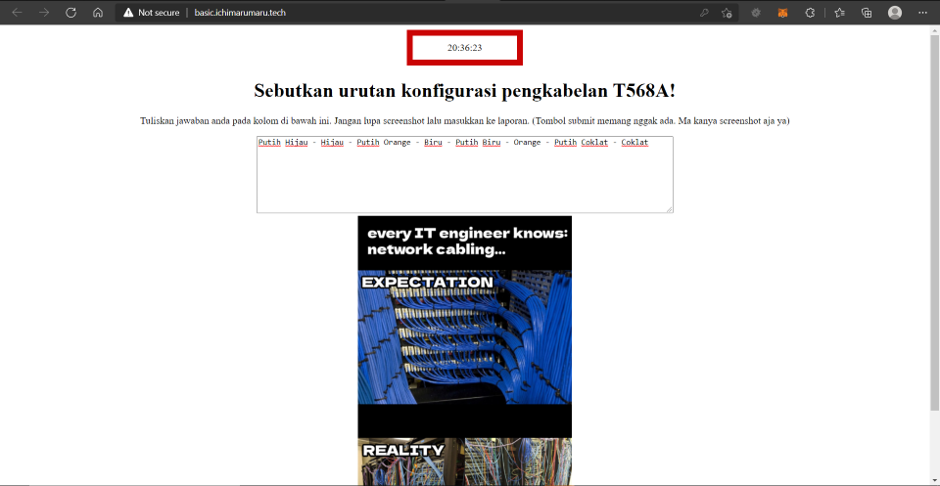 Not secure | basic.ichimarumaru.tech
20:36:23
Sebutkan urutan konfigurasi pengkabelan T568A!
Tuliskan jawaban anda pada kolom di bawah ini. Jangan lupa screenshot lalu masukkan ke laporan. (Tombol submit memang nggak ada. Ma kanya screenshot aja ya)
Putih Hijau - Hijau - Putih Orange - Biru - Putih Biru - Orange - Putih Coklat - Coklat
every IT engineer knows:
network cabling...
EXPECTATION
REALITY